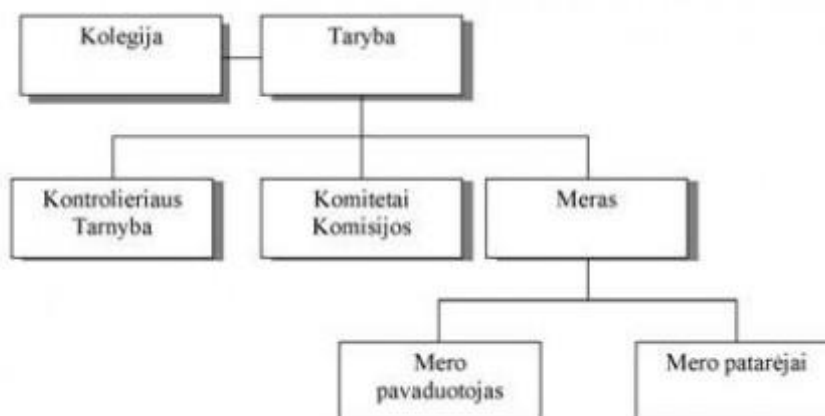 Kolegija
Taryba
Kontrolieriaus
Tarnyba
Komitetai
Komisijos
Meras
Mero
pavaduotojas
Mero patarėjai